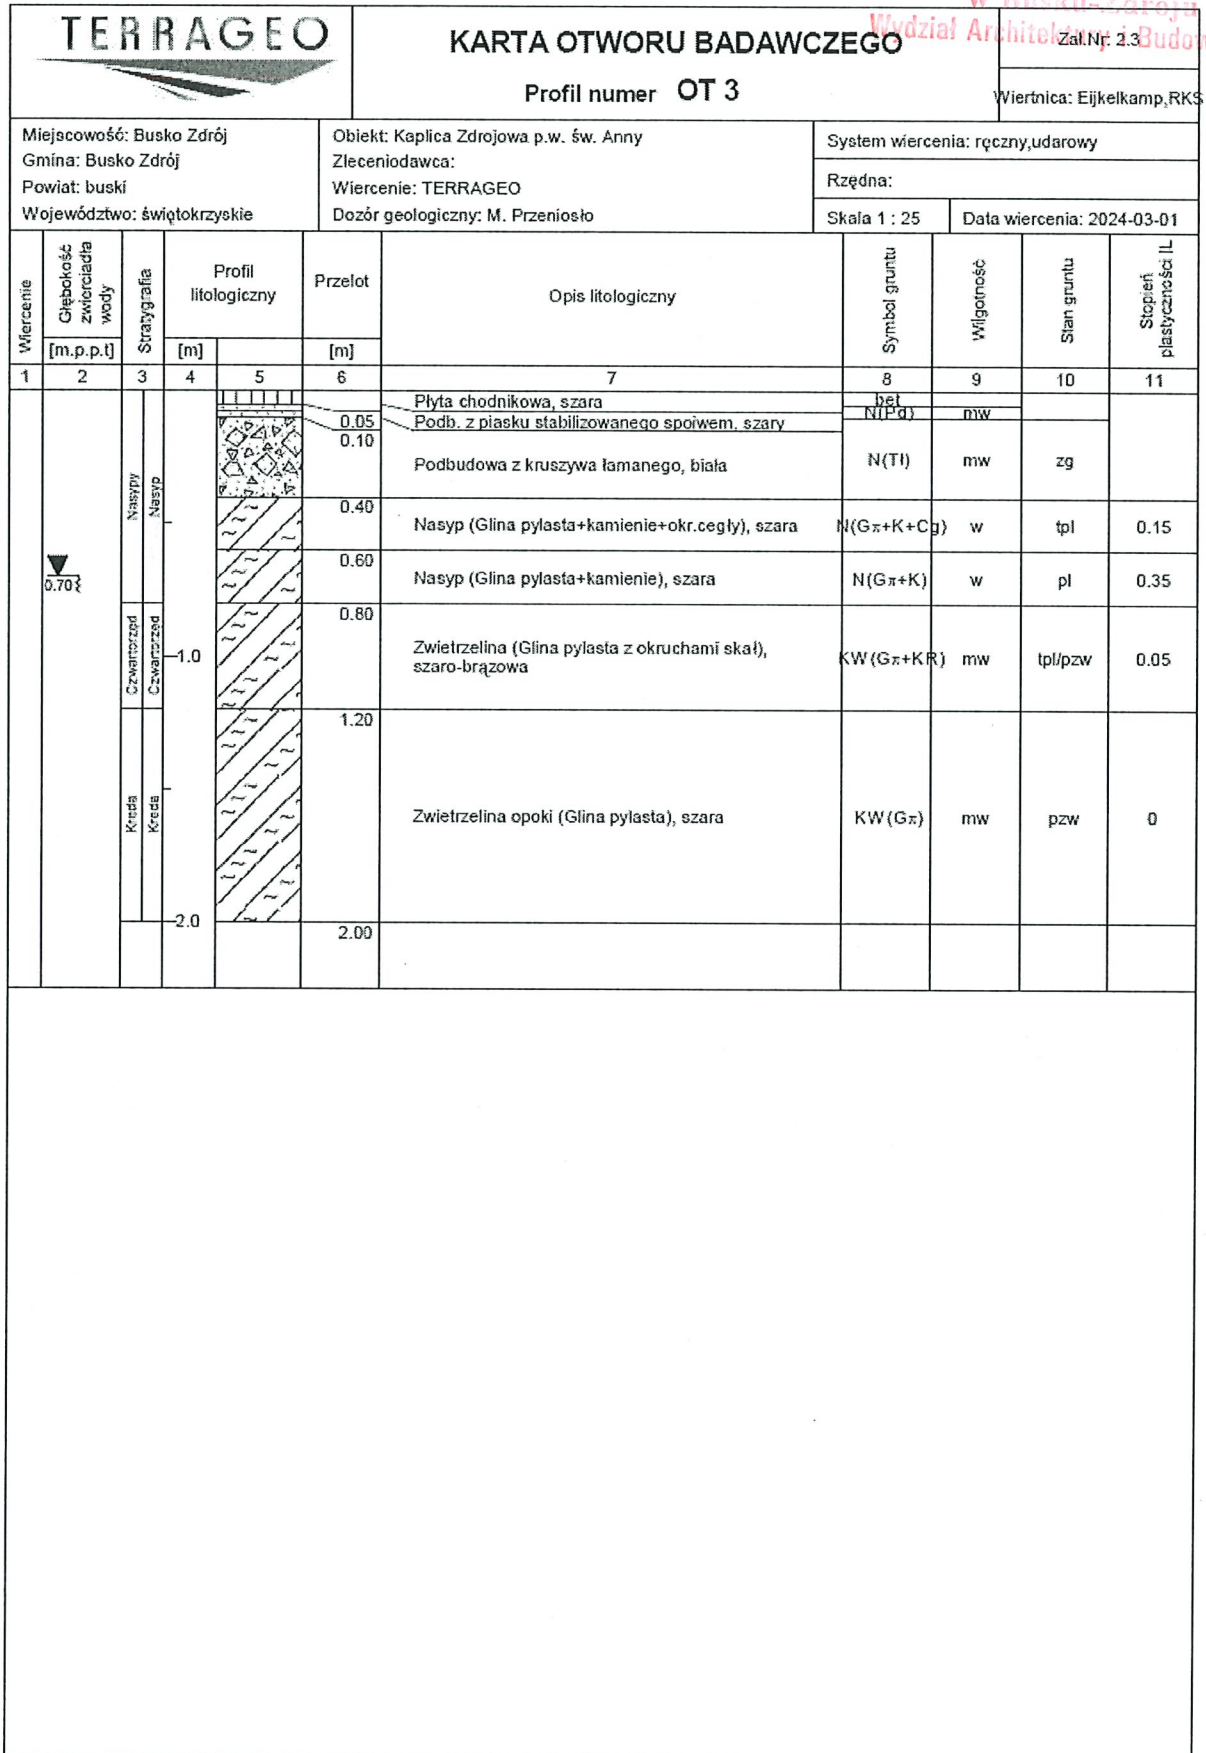 TERRAGEO
KARTA OTWORU BADAWCZEGO
Profil numer OT 3
Wydział Architektury i Budow
Zał.Nr: 2.3
Wiertnica: Eijkelkamp,RKS
Miejscowość: Busko Zdrój
Gmina: Busko Zdrój
Powiat: buski
Województwo: świętokrzyskie
Obiekt: Kaplica Zdrojowa p.w. św. Anny
Zleceniodawca:
Wiercenie: TERRAGEO
Dozór geologiczny: M. Przeniosło
System wiercenia: ręczny,udarowy
Rzędna:
Skala 1 : 25
Data wiercenia: 2024-03-01
Wiercenie
Głębokość zwierciadła wody
[m.p.p.t]
Stratygrafia
Profil litologiczny
[m]
Przelot
[m]
Opis litologiczny
Symbol gruntu
Wilgotność
Stan gruntu
Stopień plastyczności IL
1 2 3 4 5 6 7 8 9 10 11
Płyta chodnikowa, szara bet
0.05 Podb. z piasku stabilizowanego spoiwem, szary N(Pd) mw
0.10
Podbudowa z kruszywa łamanego, biała N(Tł) mw zg
Nasypy
Nasyp
0.40
Nasyp (Glina pylasta+kamienie+okr.cegły), szara N(Gπ+K+Cg) w tpl 0.15
0.60
0.70
Nasyp (Glina pylasta+kamienie), szara N(Gπ+K) w pl 0.35
0.80
Czwartorzęd
Czwartorzęd
1.0
Zwietrzelina (Glina pylasta z okruchami skał), szaro-brązowa KW(Gπ+KR) mw tpl/pzw 0.05
1.20
Kreda
Kreda
Zwietrzelina opoki (Glina pylasta), szara KW(Gπ) mw pzw 0
2.0
2.00